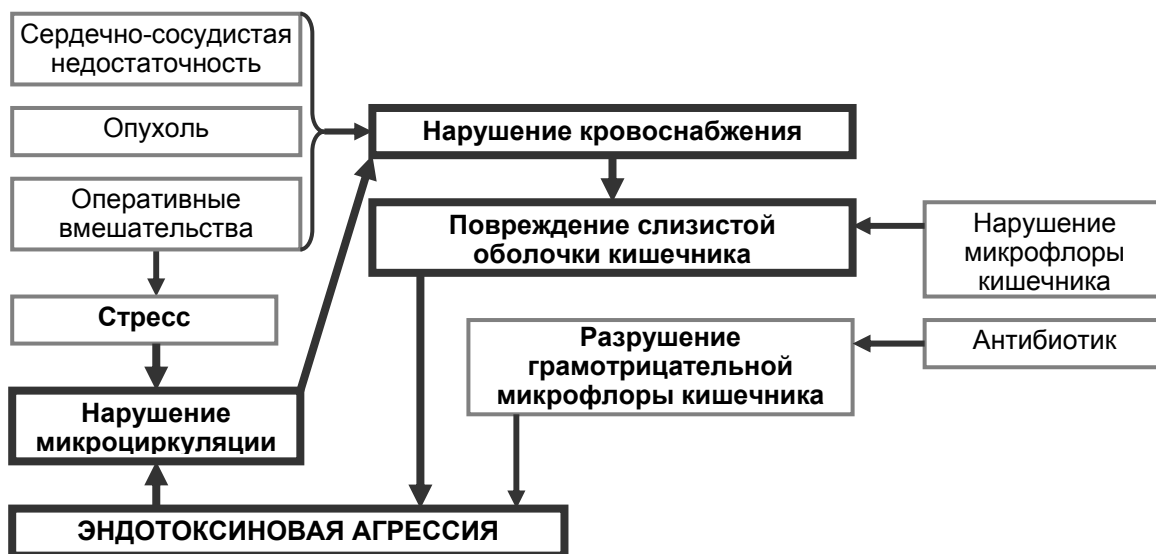 Сердечно-сосудистая
недостаточность
Опухоль
Оперативные
вмешательства
Стресс
Нарушение
микроциркуляции
Нарушение кровоснабжения
Повреждение слизистой
оболочки кишечника
Разрушение
грамотрицательной
микрофлоры кишечника
Нарушение
микрофлоры
кишечника
Антибиотик
ЭНДОТОКСИНОВАЯ АГРЕССИЯ